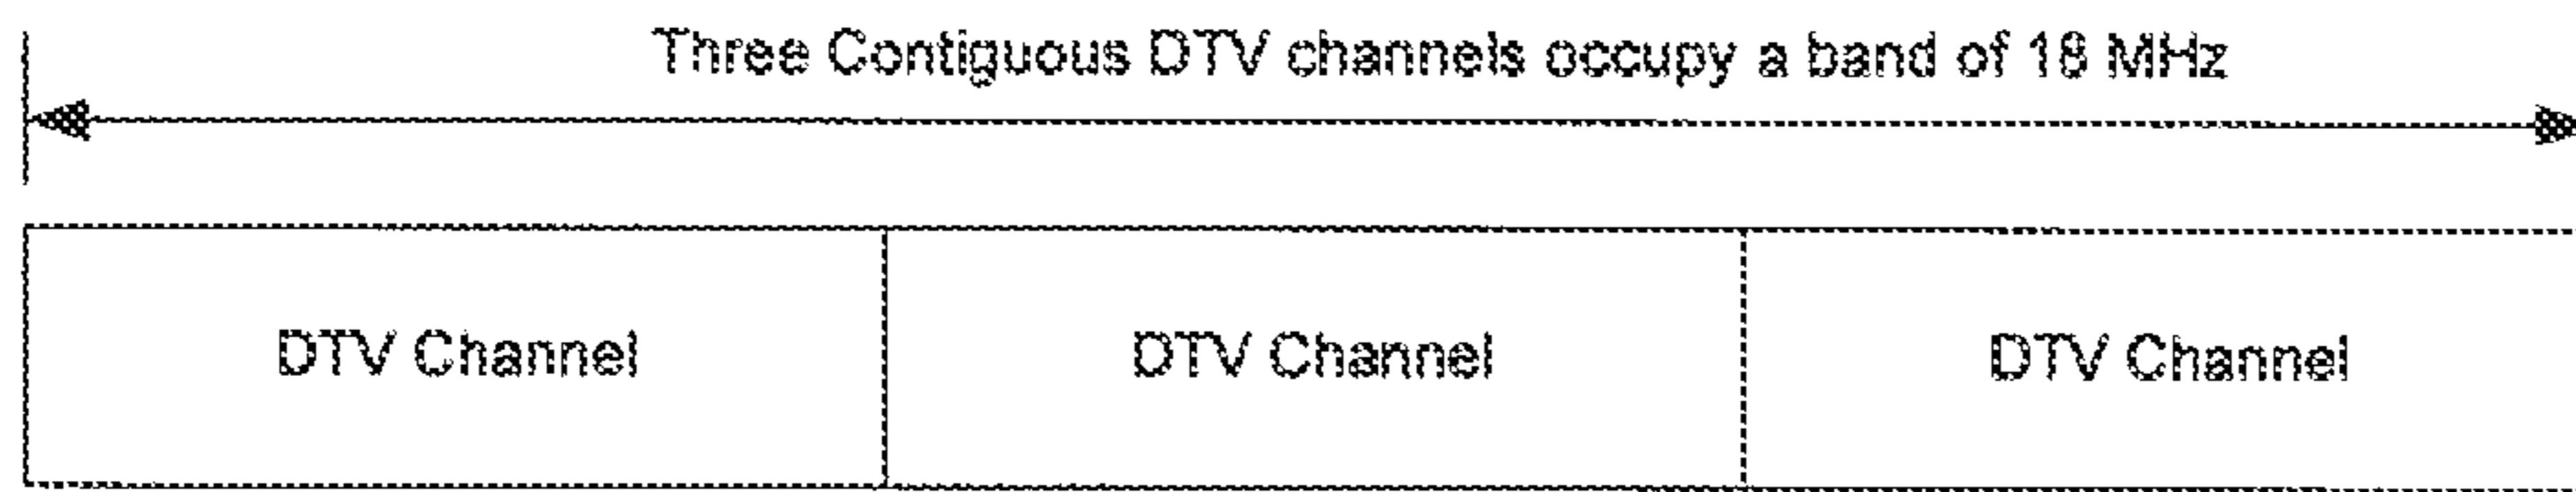 Three Contiguous DTV channels occupy a band of 18 MHz
DTV Channel
DTV Channel
DTV Channel